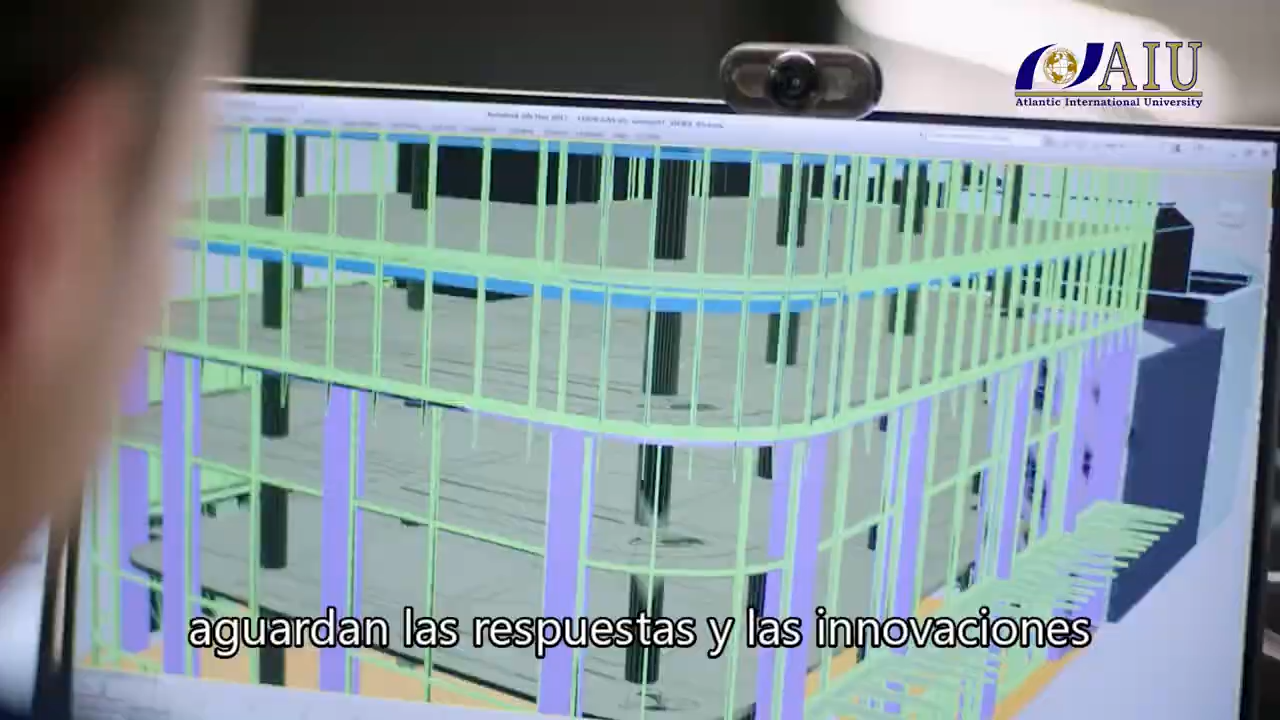 AIU
Atlantic International University
aguardan las respuestas y las innovaciones